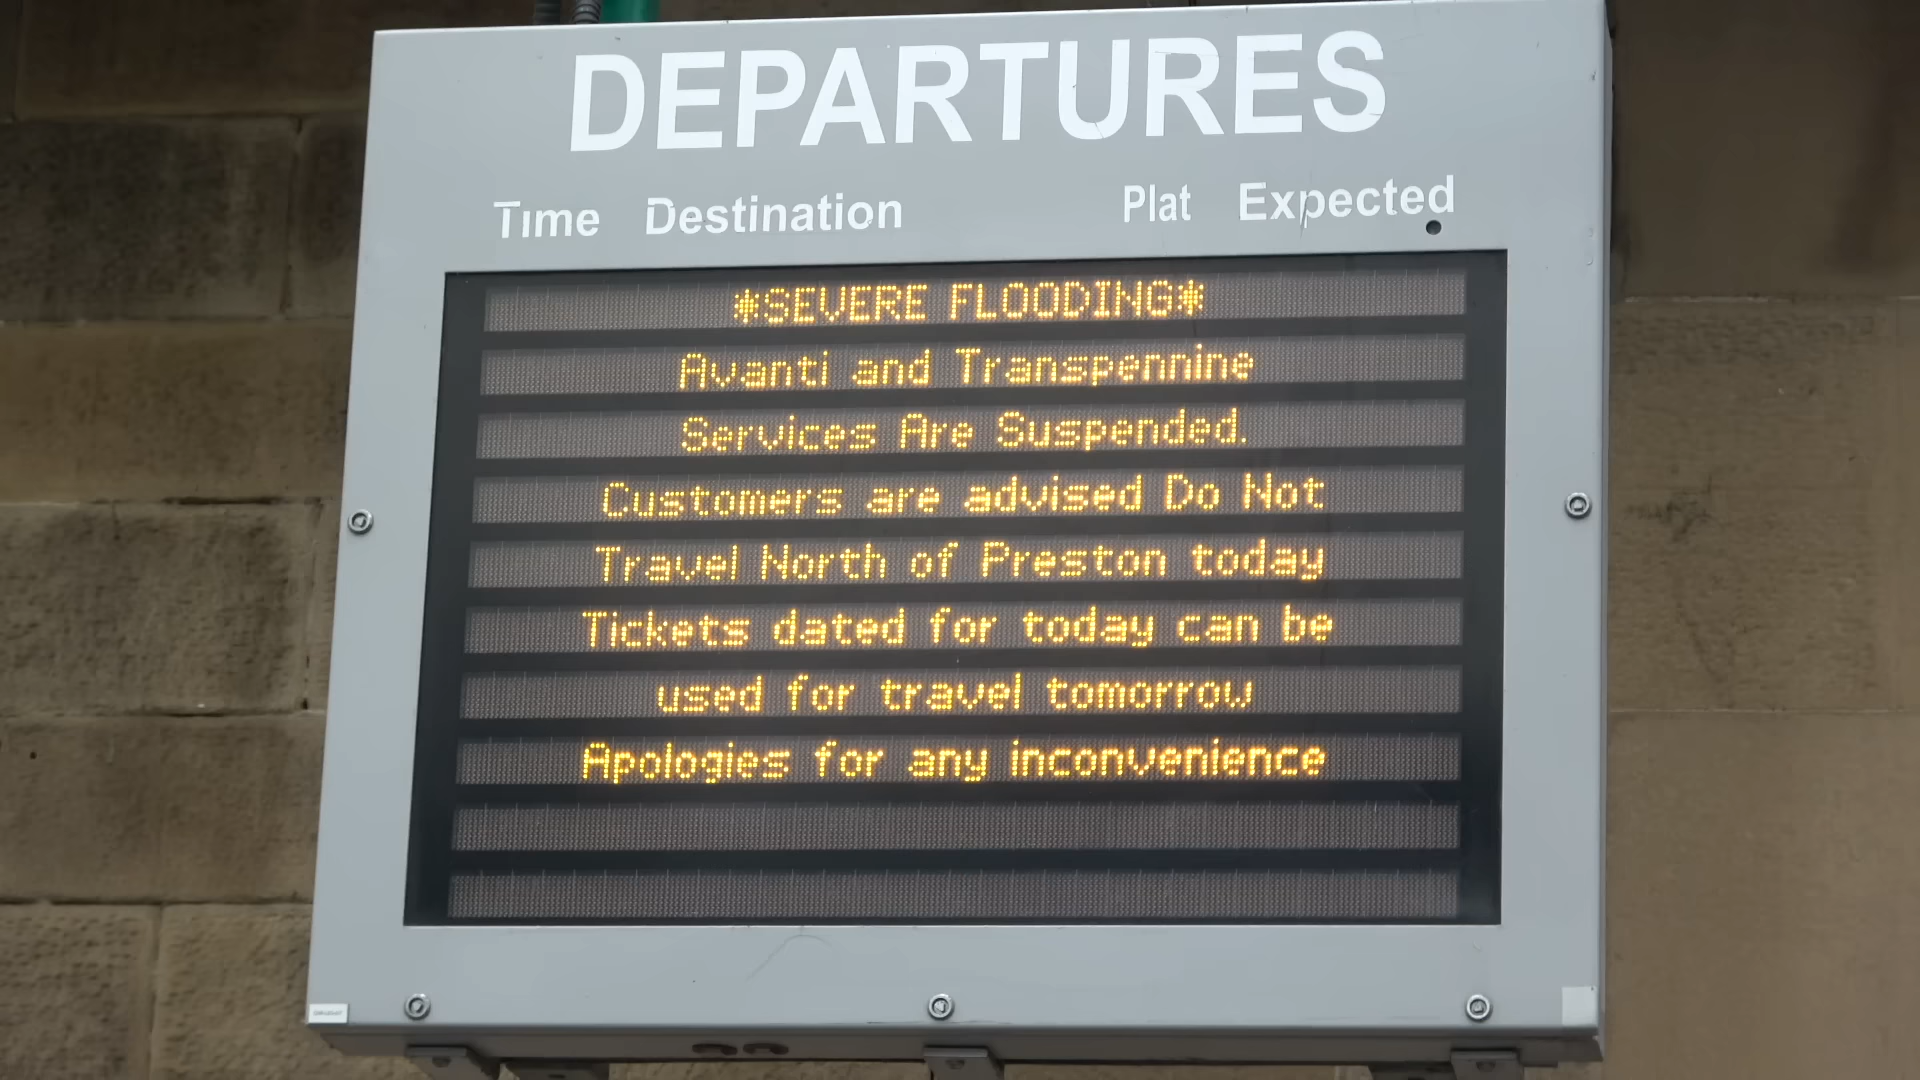 DEPARTURES
Time Destination Plat Expected
*SEVERE FLOODING*
Avanti and Transpennine
Services Are Suspended.
Customers are advised Do Not
Travel North of Preston today
Tickets dated for today can be
used for travel tomorrow
Apologies for any inconvenience